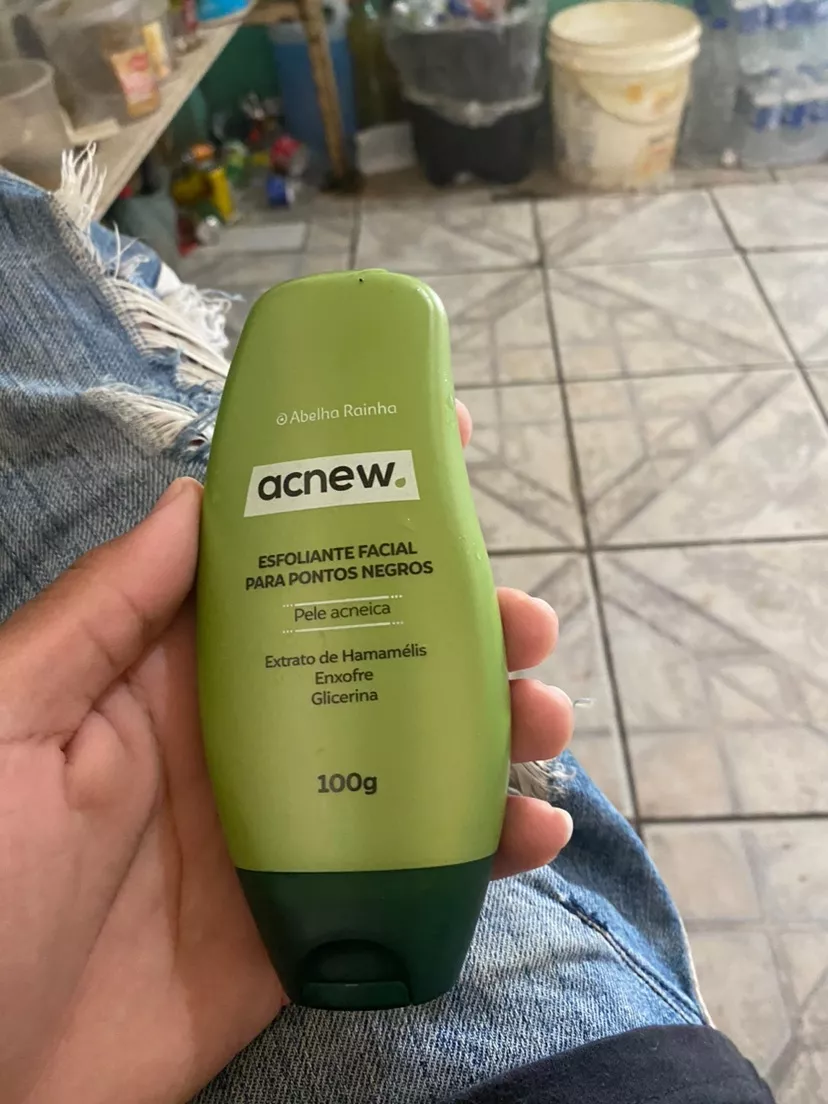 Abelha Rainha
acnew.
ESFOLIANTE FACIAL
PARA PONTOS NEGROS
Pele acneica
Extrato de Hamamélis
Enxofre
Glicerina
100g